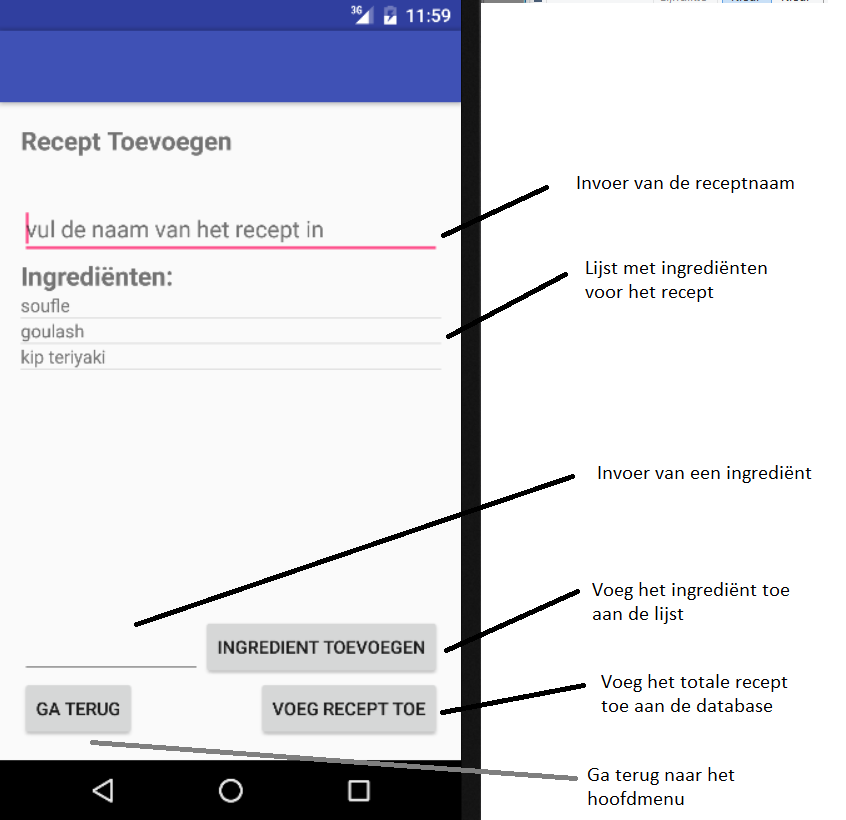 3G 11:59
Recept Toevoegen
Invoer van de receptnaam
vul de naam van het recept in
Lijst met ingrediënten
voor het recept
Ingrediënten:
soufle
goulash
kip teriyaki
Invoer van een ingrediënt
Voeg het ingrediënt toe
aan de lijst
INGREDIENT TOEVOEGEN
Voeg het totale recept
toe aan de database
GA TERUG
VOEG RECEPT TOE
Ga terug naar het
hoofdmenu